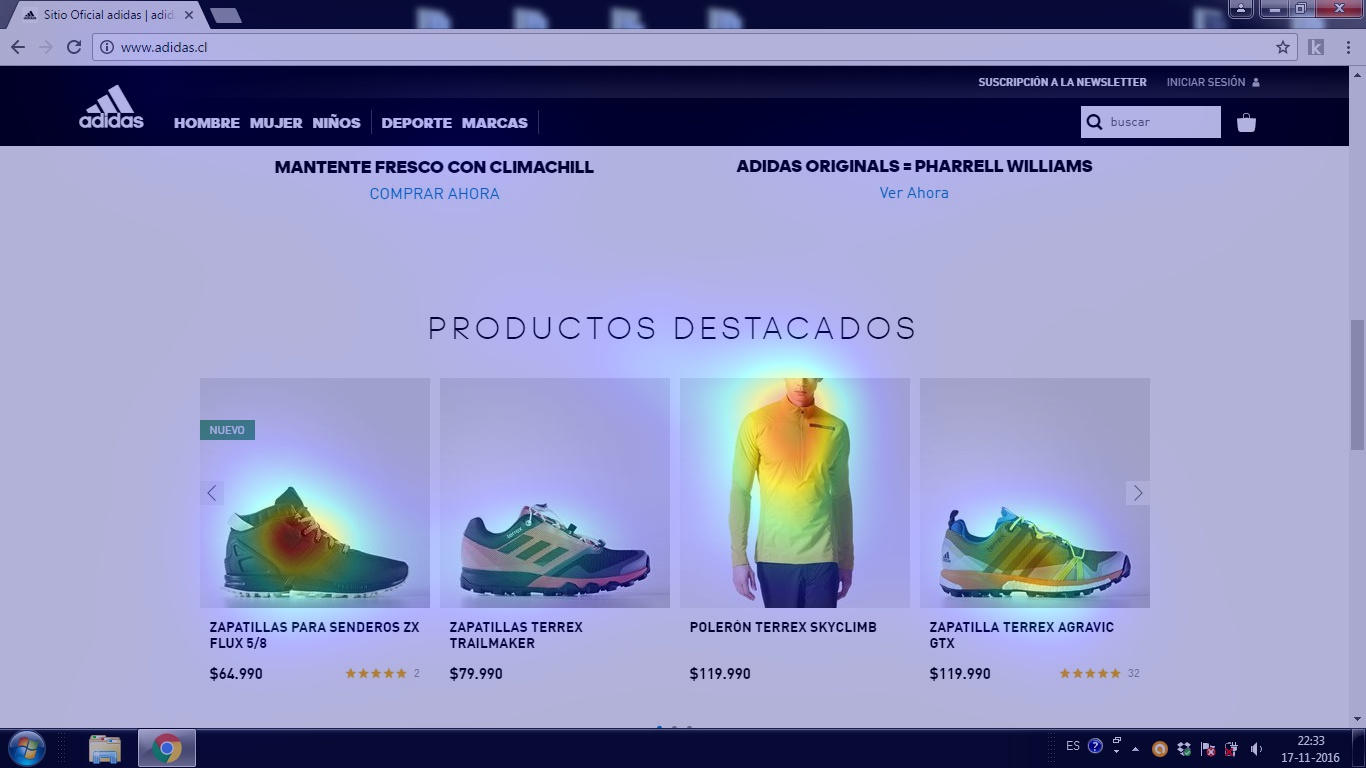 Sitio Oficial adidas | adid
www.adidas.cl
SUSCRIPCIÓN A LA NEWSLETTER INICIAR SESIÓN
adidas
HOMBRE MUJER NIÑOS DEPORTE MARCAS
buscar
MANTENTE FRESCO CON CLIMACHILL
COMPRAR AHORA
ADIDAS ORIGINALS = PHARRELL WILLIAMS
Ver Ahora
PRODUCTOS DESTACADOS
NUEVO
terrex
ZAPATILLAS PARA SENDEROS ZX
FLUX 5/8
$64.990
2
ZAPATILLAS TERREX
TRAILMAKER
$79.990
POLERÓN TERREX SKYCLIMB
$119.990
ZAPATILLA TERREX AGRAVIC
GTX
$119.990
32
ES
22:33
17-11-2016